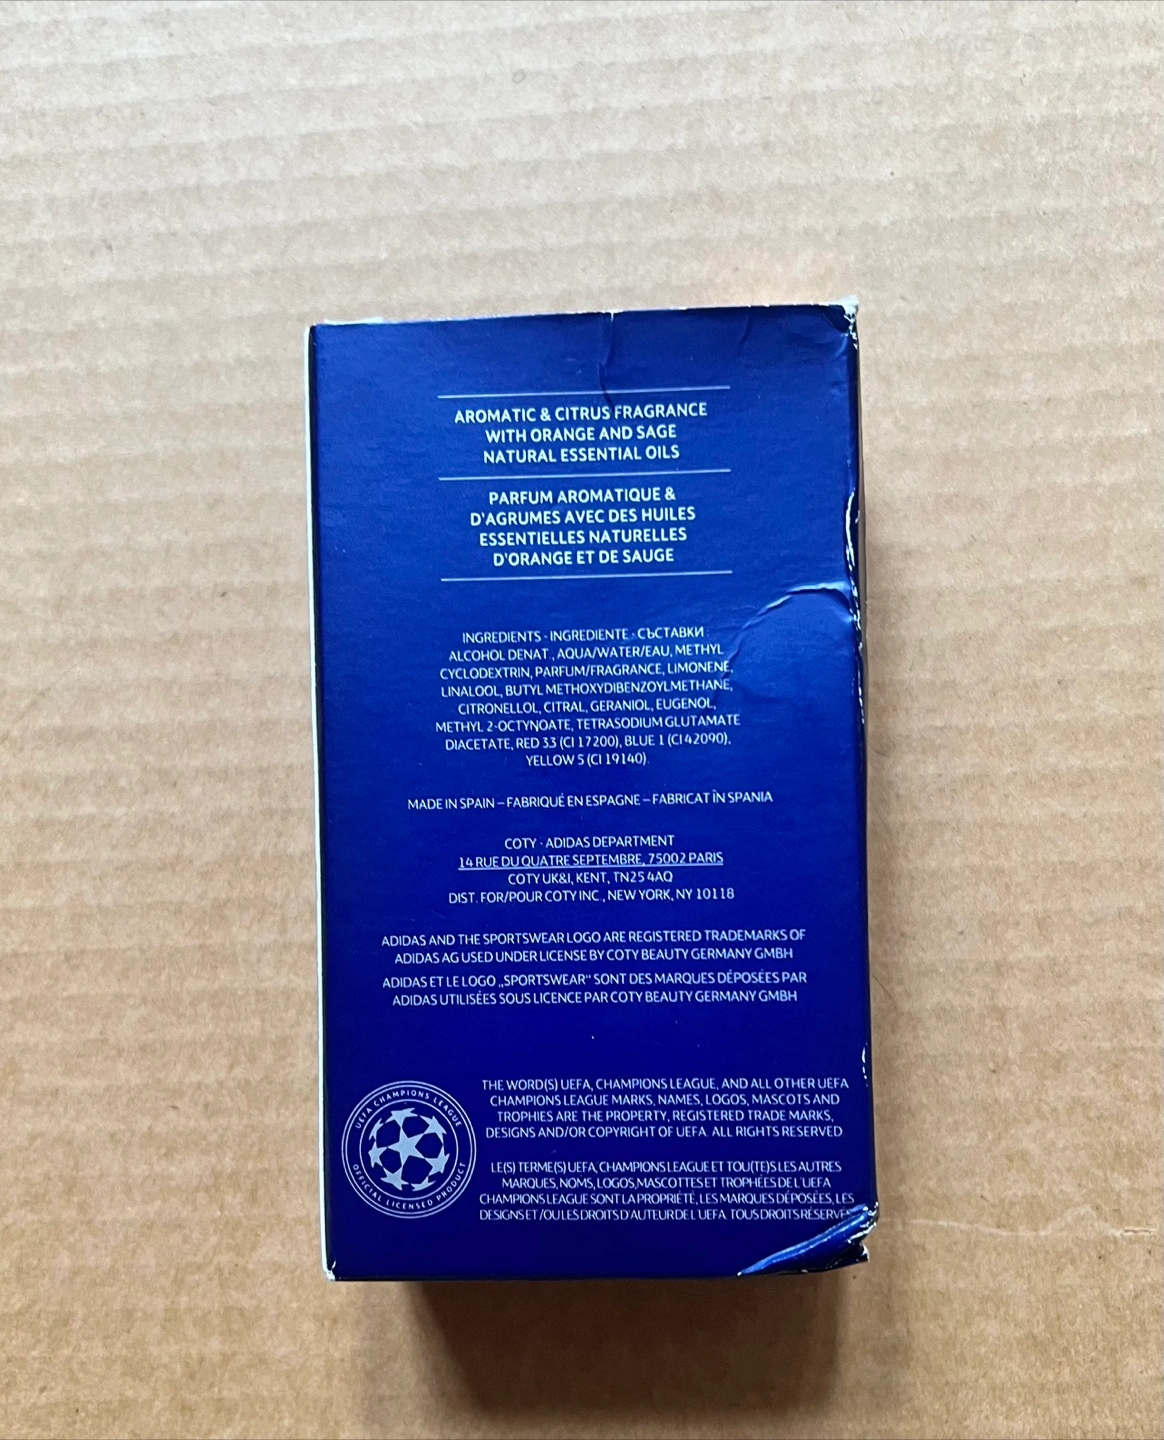 AROMATIC & CITRUS FRAGRANCE
WITH ORANGE AND SAGE
NATURAL ESSENTIAL OILS
PARFUM AROMATIQUE &
D'AGRUMES AVEC DES HUILES
ESSENTIELLES NATURELLES
D'ORANGE ET DE SAUGE
INGREDIENTS · INGREDIENTE · СЪСТАВКИ
ALCOHOL DENAT., AQUA/WATER/EAU, METHYL
CYCLODEXTRIN, PARFUM/FRAGRANCE, LIMONENE,
LINALOOL, BUTYL METHOXYDIBENZOYLMETHANE,
CITRONELLOL, CITRAL, GERANIOL, EUGENOL,
METHYL 2-OCTYNOATE, TETRASODIUM GLUTAMATE
DIACETATE, RED 33 (CI 17200), BLUE 1 (CI 42090),
YELLOW 5 (CI 19140).
MADE IN SPAIN – FABRIQUÉ EN ESPAGNE – FABRICAT ÎN SPANIA
COTY · ADIDAS DEPARTMENT
14 RUE DU QUATRE SEPTEMBRE, 75002 PARIS
COTY UK&I, KENT, TN25 4AQ
DIST. FOR/POUR COTY INC., NEW YORK, NY 10118
ADIDAS AND THE SPORTSWEAR LOGO ARE REGISTERED TRADEMARKS OF
ADIDAS AG USED UNDER LICENSE BY COTY BEAUTY GERMANY GMBH
ADIDAS ET LE LOGO „SPORTSWEAR" SONT DES MARQUES DÉPOSÉES PAR
ADIDAS UTILISÉES SOUS LICENCE PAR COTY BEAUTY GERMANY GMBH
UEFA CHAMPIONS LEAGUE
OFFICIAL LICENSED PRODUCT
THE WORD(S) UEFA, CHAMPIONS LEAGUE, AND ALL OTHER UEFA
CHAMPIONS LEAGUE MARKS, NAMES, LOGOS, MASCOTS AND
TROPHIES ARE THE PROPERTY, REGISTERED TRADE MARKS,
DESIGNS AND/OR COPYRIGHT OF UEFA. ALL RIGHTS RESERVED.
LE(S) TERME(S) UEFA, CHAMPIONS LEAGUE ET TOU(TE)S LES AUTRES
MARQUES, NOMS, LOGOS, MASCOTTES ET TROPHÉES DE L'UEFA
CHAMPIONS LEAGUE SONT LA PROPRIÉTÉ, LES MARQUES DÉPOSÉES, LES
DESIGNS ET /OU LES DROITS D'AUTEUR DE L'UEFA. TOUS DROITS